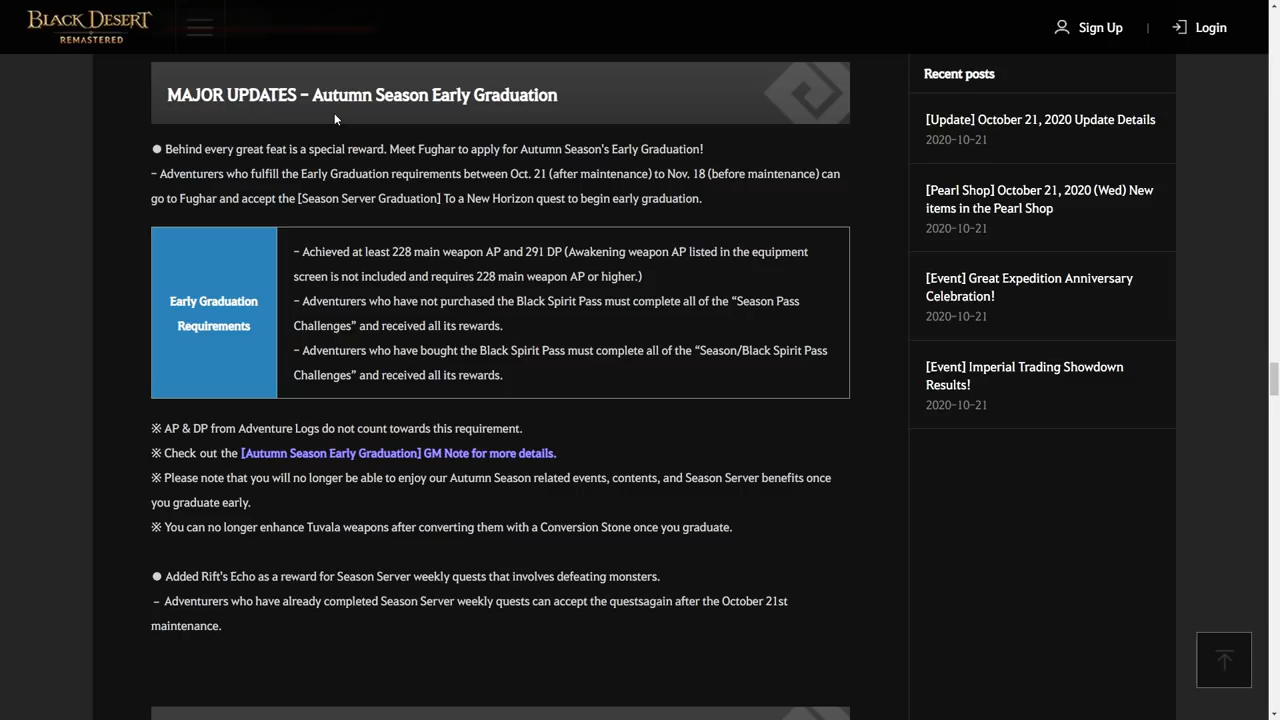 BLACK DESERT
REMASTERED
Sign Up | Login
MAJOR UPDATES – Autumn Season Early Graduation
● Behind every great feat is a special reward. Meet Fughar to apply for Autumn Season's Early Graduation!
– Adventurers who fulfill the Early Graduation requirements between Oct. 21 (after maintenance) to Nov. 18 (before maintenance) can
go to Fughar and accept the [Season Server Graduation] To a New Horizon quest to begin early graduation.
Early Graduation
Requirements
– Achieved at least 228 main weapon AP and 291 DP (Awakening weapon AP listed in the equipment
screen is not included and requires 228 main weapon AP or higher.)
– Adventurers who have not purchased the Black Spirit Pass must complete all of the “Season Pass
Challenges” and received all its rewards.
– Adventurers who have bought the Black Spirit Pass must complete all of the “Season/Black Spirit Pass
Challenges” and received all its rewards.
※ AP & DP from Adventure Logs do not count towards this requirement.
※ Check out the [Autumn Season Early Graduation] GM Note for more details.
※ Please note that you will no longer be able to enjoy our Autumn Season related events, contents, and Season Server benefits once
you graduate early.
※ You can no longer enhance Tuvala weapons after converting them with a Conversion Stone once you graduate.
● Added Rift's Echo as a reward for Season Server weekly quests that involves defeating monsters.
– Adventurers who have already completed Season Server weekly quests can accept the questsagain after the October 21st
maintenance.
Recent posts
[Update] October 21, 2020 Update Details
2020-10-21
[Pearl Shop] October 21, 2020 (Wed) New
items in the Pearl Shop
2020-10-21
[Event] Great Expedition Anniversary
Celebration!
2020-10-21
[Event] Imperial Trading Showdown
Results!
2020-10-21